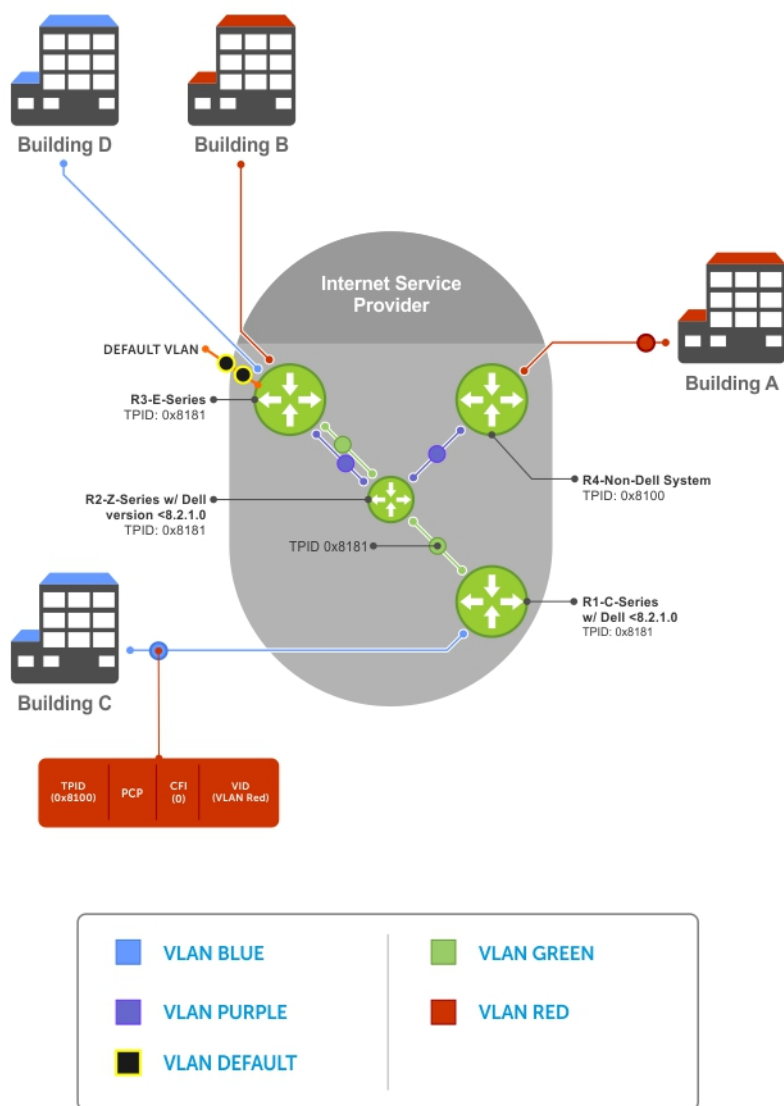 Building D
Building B
Internet Service
Provider
DEFAULT VLAN
Building A
R3-E-Series
TPID: 0x8181
R4-Non-Dell System
TPID: 0x8100
R2-Z-Series w/ Dell
version <8.2.1.0
TPID: 0x8181
TPID 0x8181
R1-C-Series
w/ Dell <8.2.1.0
TPID: 0x8181
Building C
TPID
(0x8100)
PCP
CFI
(0)
VID
(VLAN Red)
VLAN BLUE
VLAN GREEN
VLAN PURPLE
VLAN RED
VLAN DEFAULT